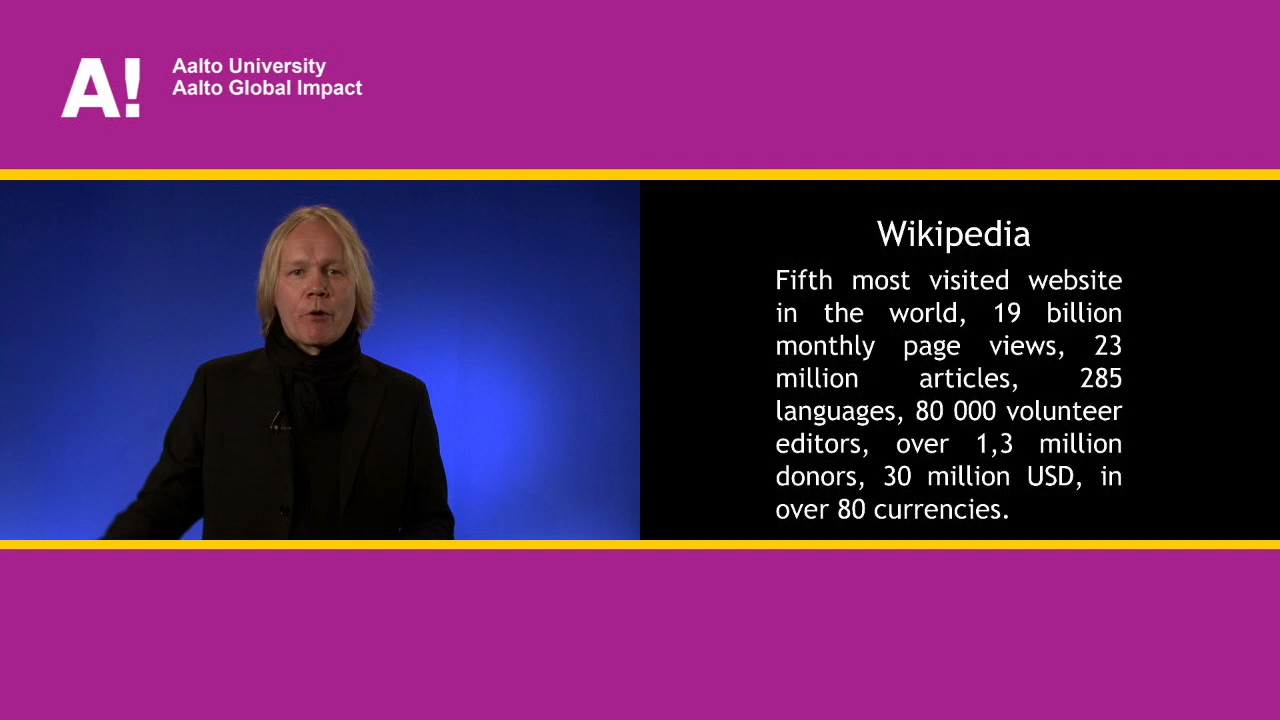 Aalto University
Aalto Global Impact
A!
Wikipedia
Fifth most visited website
in the world, 19 billion
monthly page views, 23
million articles, 285
languages, 80 000 volunteer
editors, over 1,3 million
donors, 30 million USD, in
over 80 currencies.